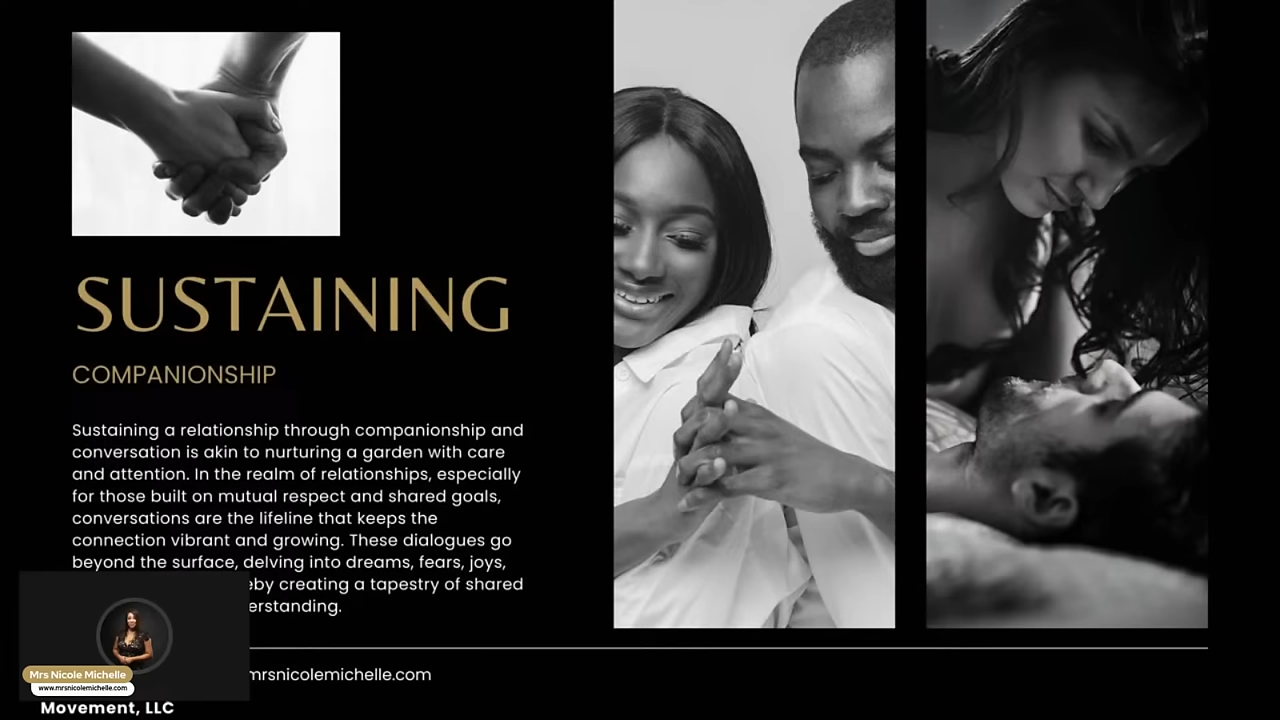 SUSTAINING
COMPANIONSHIP
Sustaining a relationship through companionship and
conversation is akin to nurturing a garden with care
and attention. In the realm of relationships, especially
for those built on mutual respect and shared goals,
conversations are the lifeline that keeps the
connection vibrant and growing. These dialogues go
beyond the surface, delving into dreams, fears, joys,
creating a tapestry of shared
mrsnicolemichelle.com
Mrs Nicole Michelle
www.mrsnicolemichelle.com
Movement, LLC